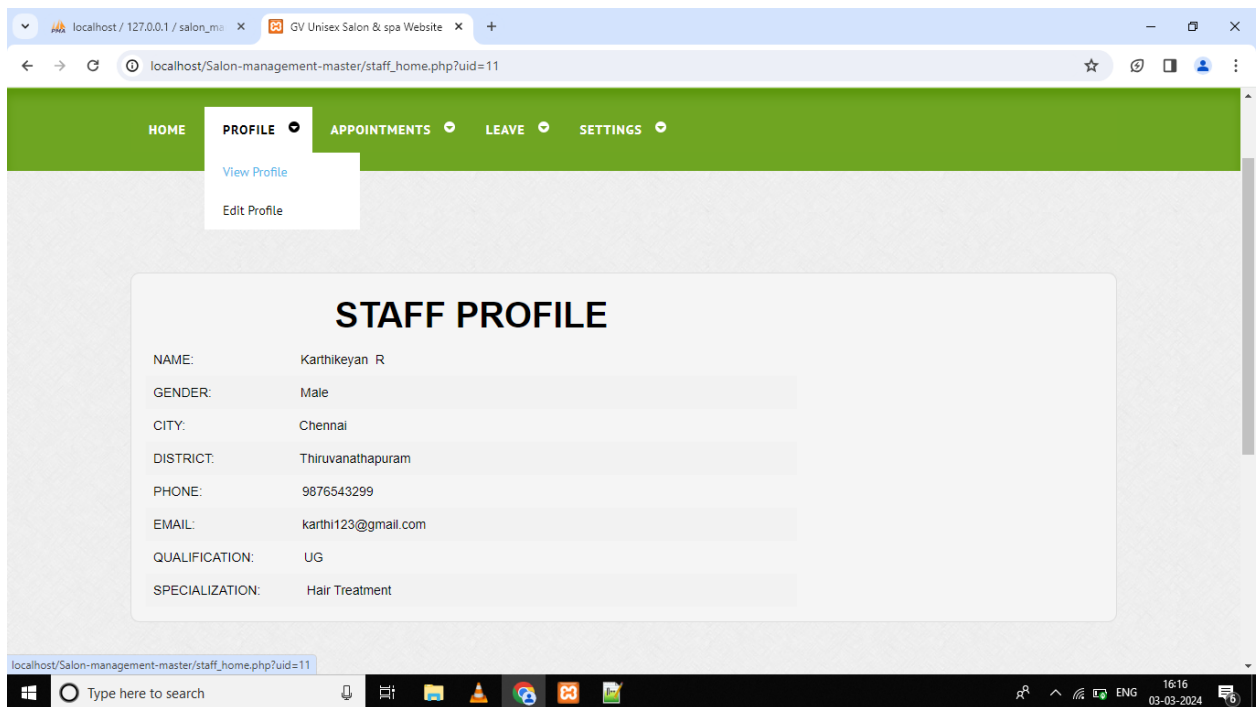 localhost / 127.0.0.1 / salon_ma
GV Unisex Salon & spa Website
localhost/Salon-management-master/staff_home.php?uid=11
HOME PROFILE APPOINTMENTS LEAVE SETTINGS
View Profile
Edit Profile
STAFF PROFILE
NAME: Karthikeyan R
GENDER: Male
CITY: Chennai
DISTRICT: Thiruvanathapuram
PHONE: 9876543299
EMAIL: karthi123@gmail.com
QUALIFICATION: UG
SPECIALIZATION: Hair Treatment
localhost/Salon-management-master/staff_home.php?uid=11
Type here to search
ENG
16:16
03-03-2024
6